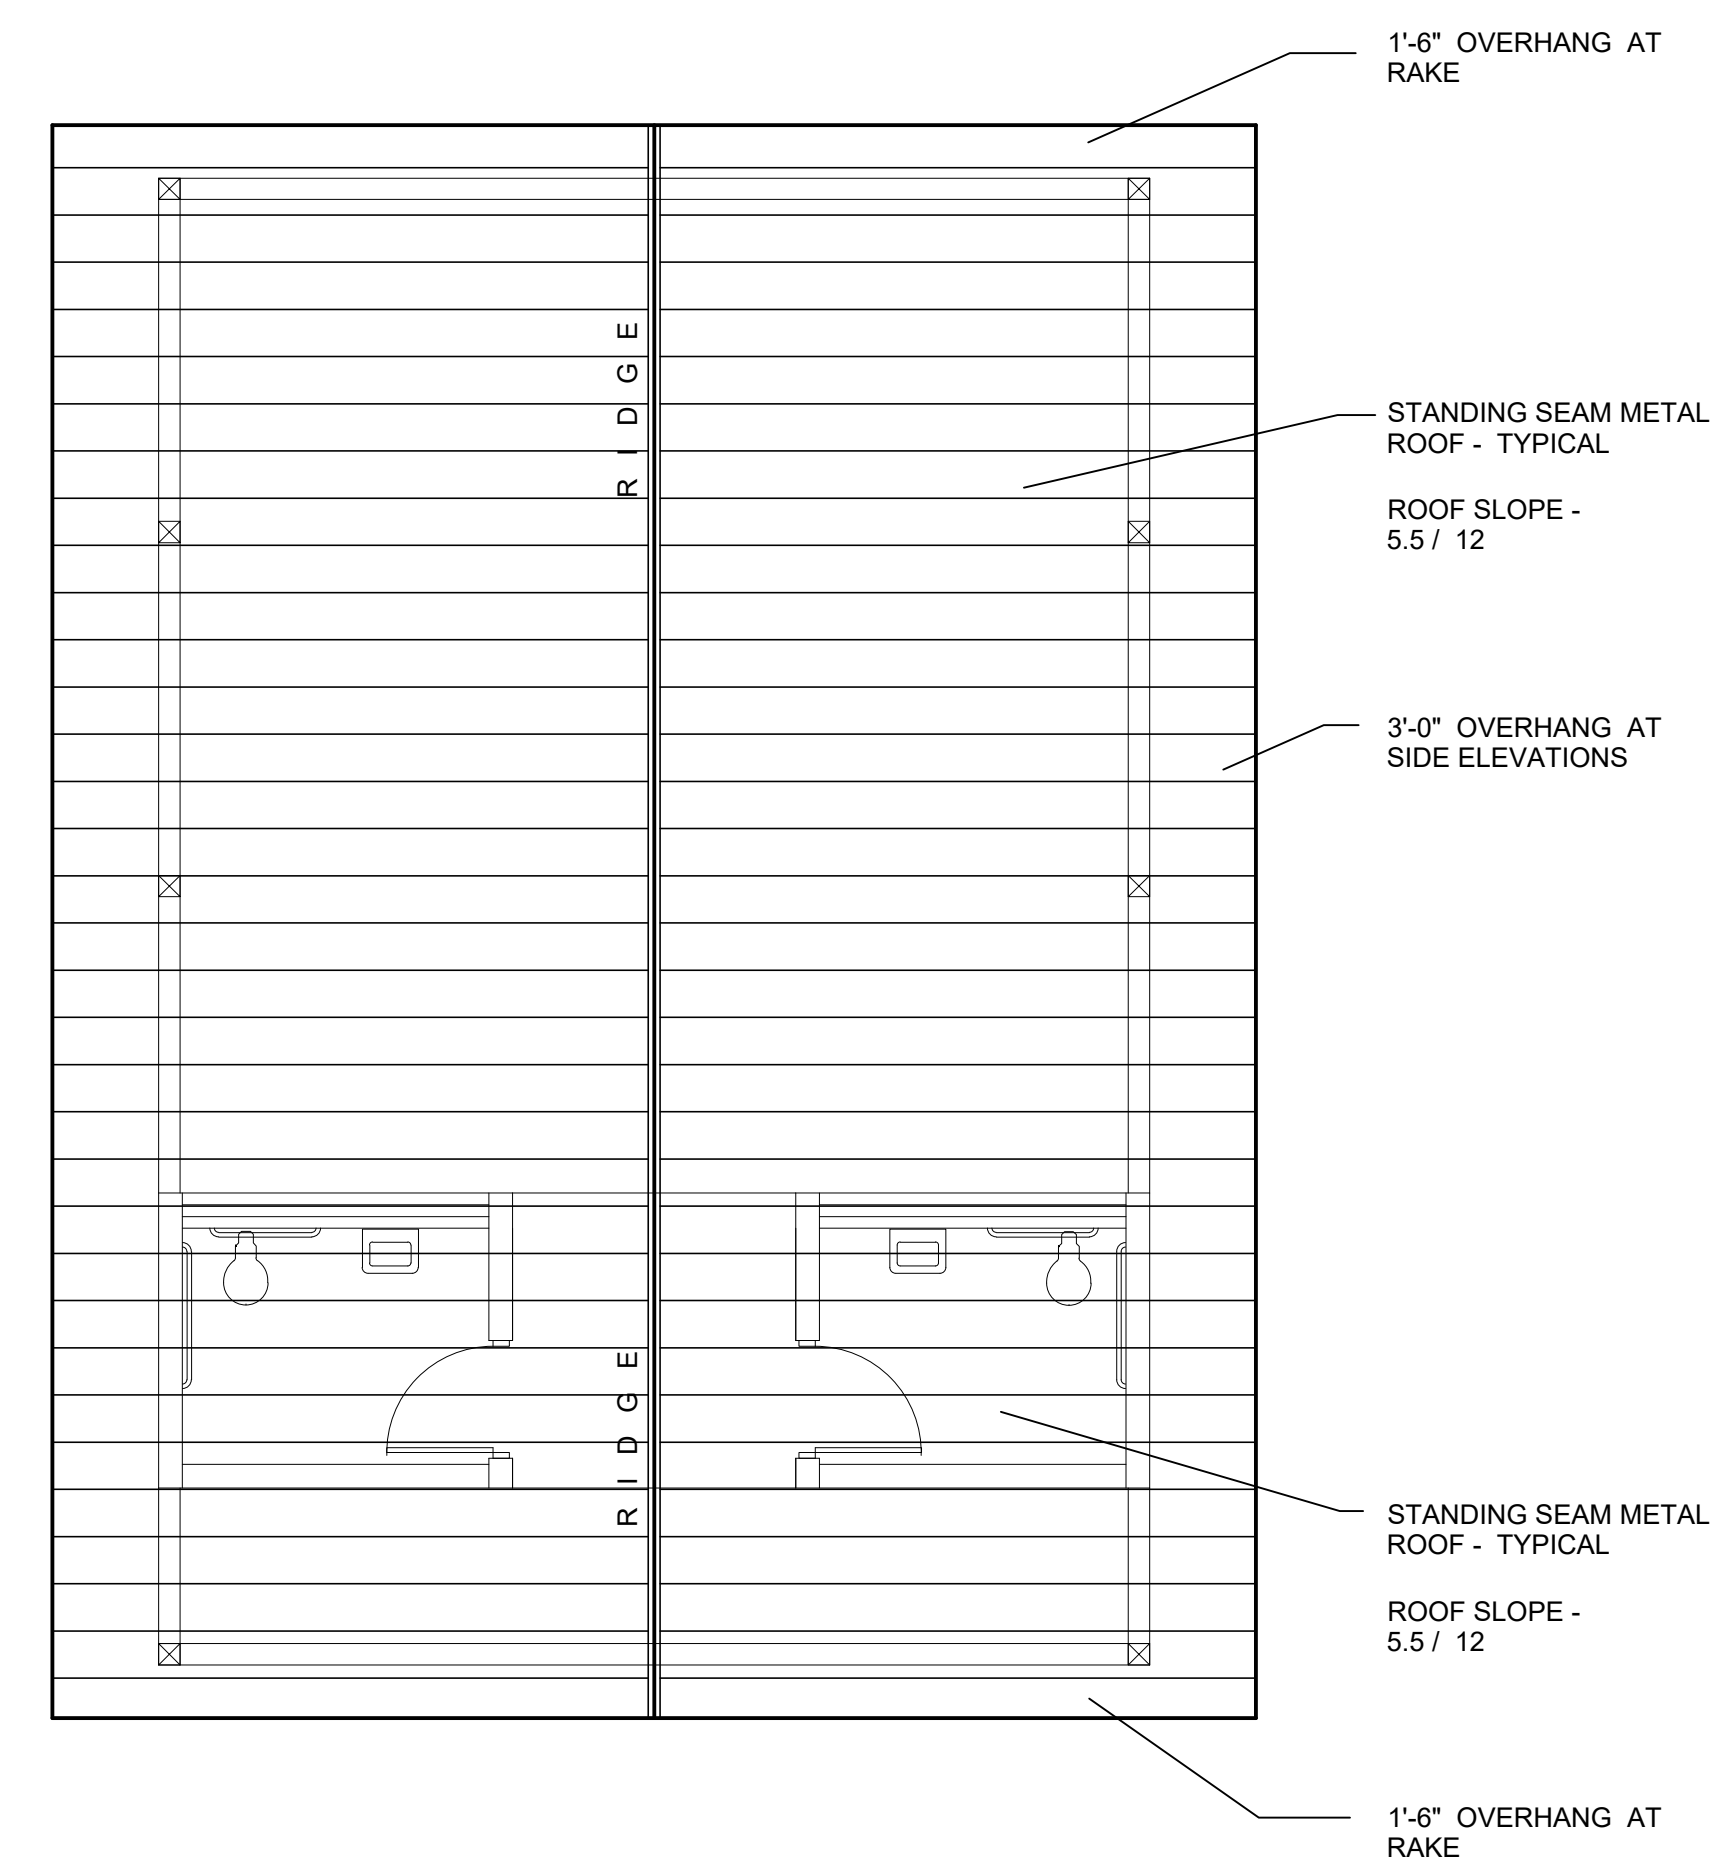 1'-6" OVERHANG AT
RAKE
RIDGE
STANDING SEAM METAL
ROOF - TYPICAL
ROOF SLOPE -
5.5 / 12
3'-0" OVERHANG AT
SIDE ELEVATIONS
RIDGE
STANDING SEAM METAL
ROOF - TYPICAL
ROOF SLOPE -
5.5 / 12
1'-6" OVERHANG AT
RAKE